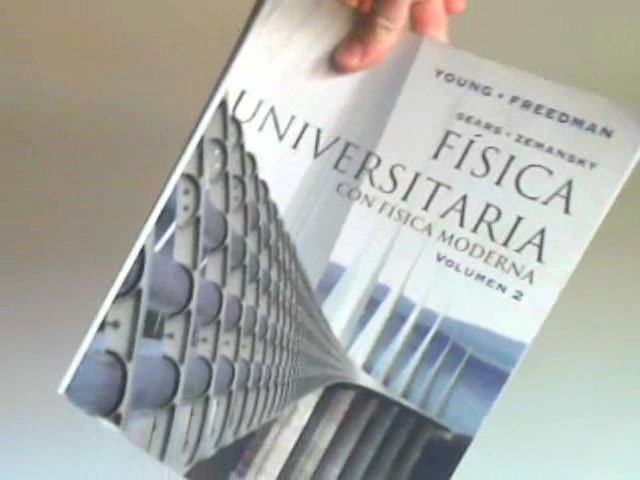 YOUNG • FREEDMAN
SEARS • ZEMANSKY
FÍSICA
UNIVERSITARIA
CON FÍSICA MODERNA
VOLUMEN 2